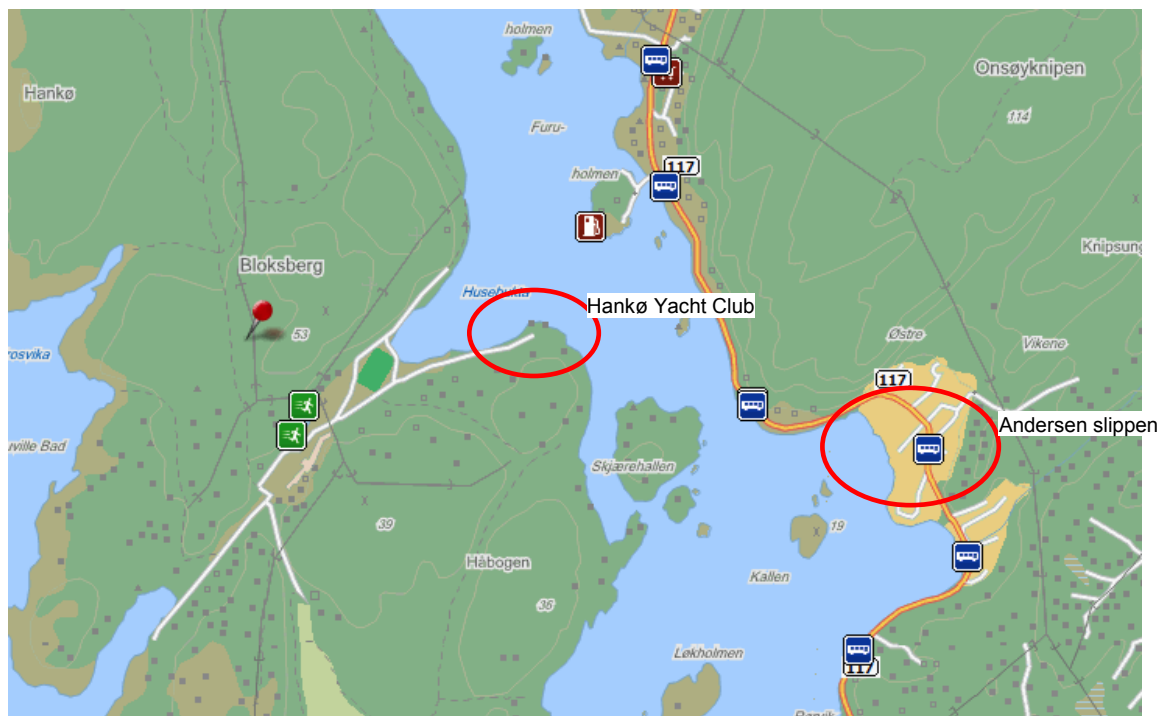 holmen
Onsøyknipen
Hankø
114
Furu-
117
holmen
Knipsung
Bloksberg
Husebukta
Hankø Yacht Club
53
Østre
Vikene
rosvika
117
Andersen slippen
uville Bad
Skjærehallen
39
19
Håbogen
Kallen
36
Løkholmen
117